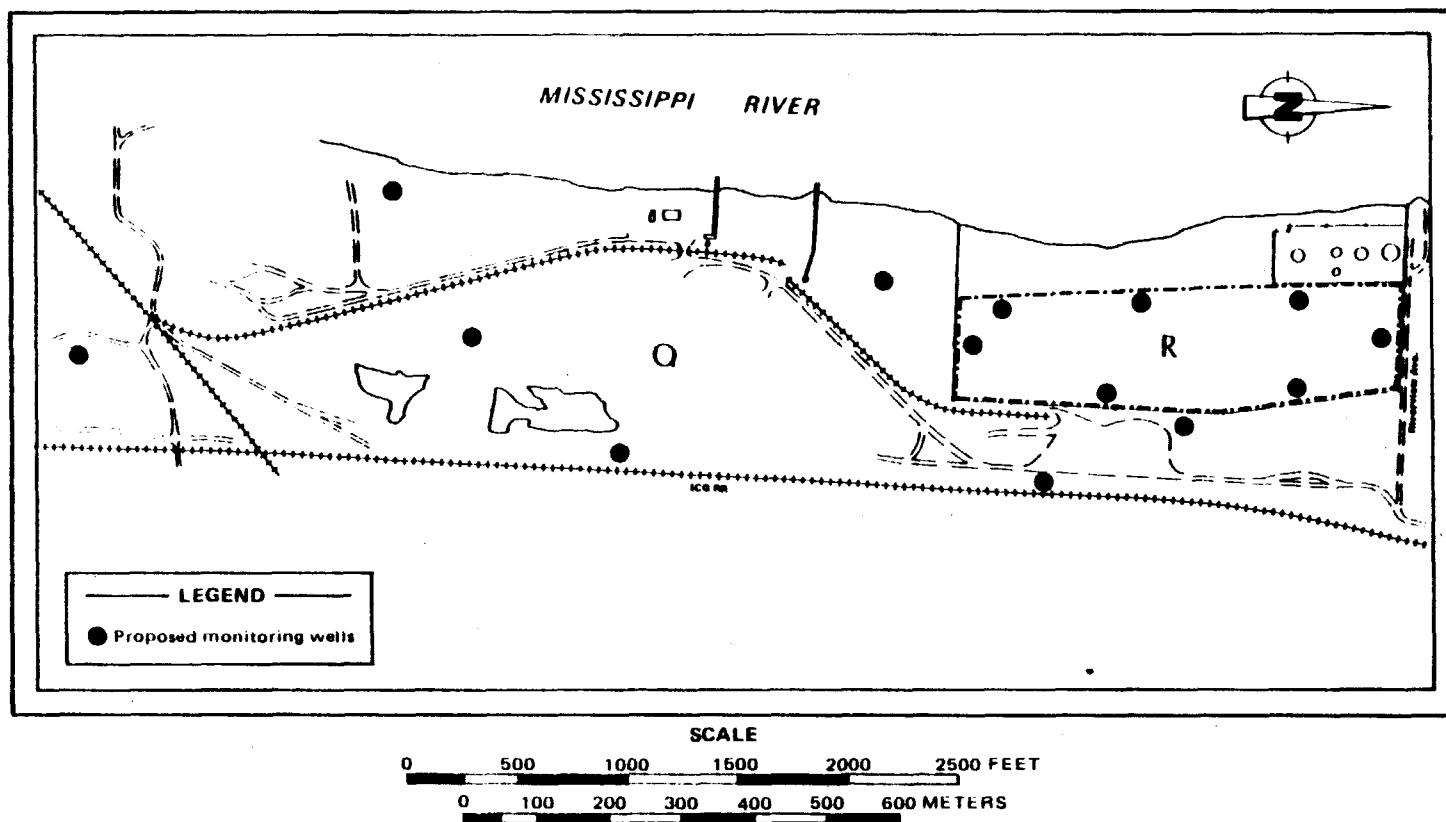 MISSISSIPPI RIVER
N
Q
R
ICG RR
LEGEND
Proposed monitoring wells
SCALE
0 500 1000 1500 2000 2500 FEET
0 100 200 300 400 500 600 METERS